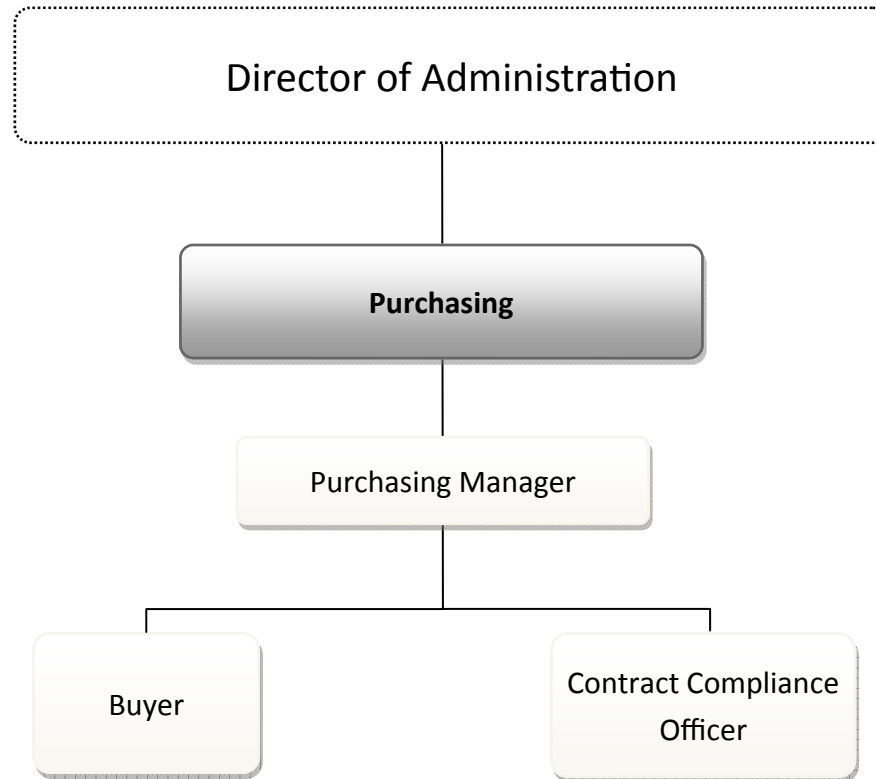 Director of Administration
Purchasing
Purchasing Manager
Buyer
Contract Compliance
Officer